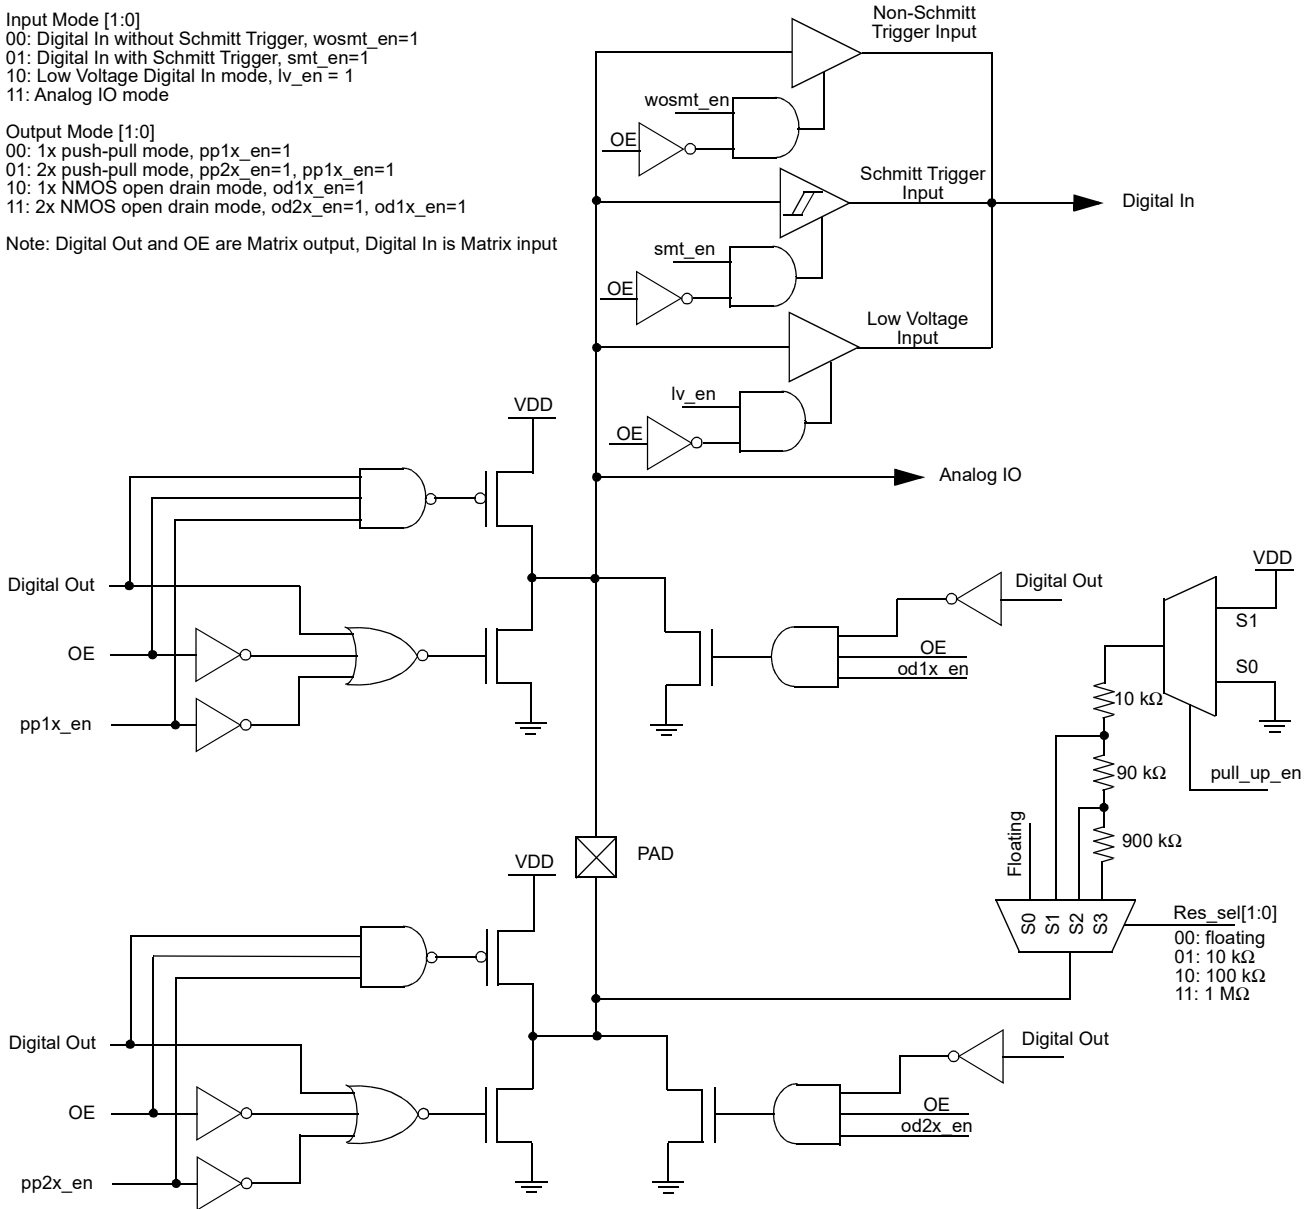 Input Mode [1:0]
00: Digital In without Schmitt Trigger, wosmt_en=1
01: Digital In with Schmitt Trigger, smt_en=1
10: Low Voltage Digital In mode, lv_en = 1
11: Analog IO mode
Output Mode [1:0]
00: 1x push-pull mode, pp1x_en=1
01: 2x push-pull mode, pp2x_en=1, pp1x_en=1
10: 1x NMOS open drain mode, od1x_en=1
11: 2x NMOS open drain mode, od2x_en=1, od1x_en=1
Note: Digital Out and OE are Matrix output, Digital In is Matrix input
Non-Schmitt
Trigger Input
wosmt_en
OE
Schmitt Trigger
Input
Digital In
smt_en
OE
Low Voltage
Input
lv_en
OE
VDD
Analog IO
Digital Out
OE
pp1x_en
Digital Out
OE
od1x_en
VDD
S1
S0
10 kΩ
90 kΩ
pull_up_en
900 kΩ
Floating
S0
S1
S2
S3
Res_sel[1:0]
00: floating
01: 10 kΩ
10: 100 kΩ
11: 1 MΩ
PAD
VDD
Digital Out
OE
pp2x_en
Digital Out
OE
od2x_en